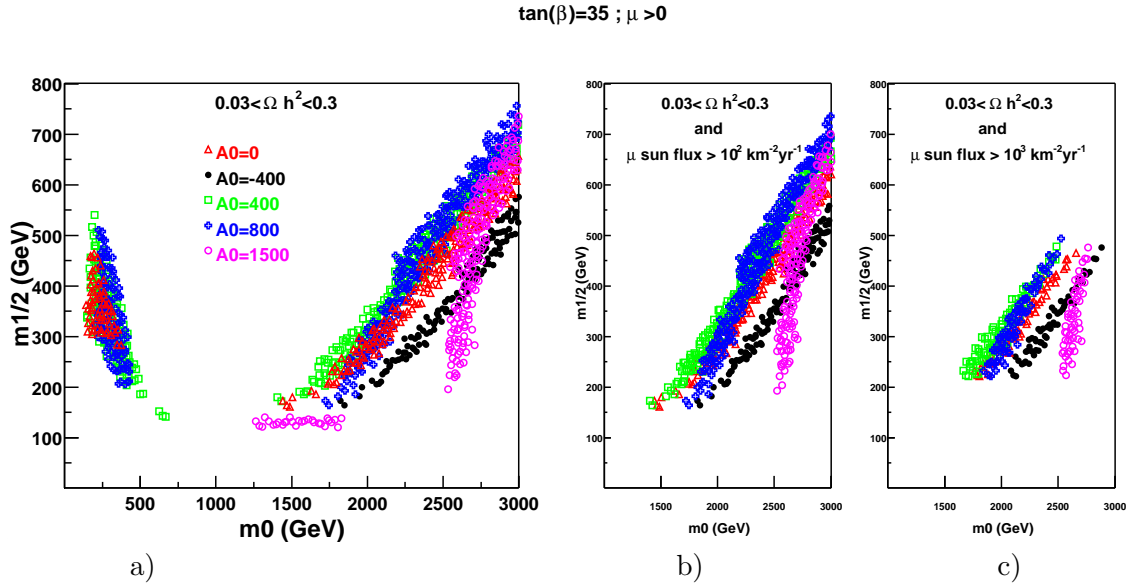 tan(β)=35 ; μ >0
800
700
600
500
400
300
200
100
m1/2 (GeV)
0.03< Ω h²<0.3
A0=0
A0=-400
A0=400
A0=800
A0=1500
500
1000
1500
2000
2500
3000
m0 (GeV)
a)
800
700
600
500
400
300
200
100
m1/2 (GeV)
0.03< Ω h²<0.3
and
μ sun flux > 10² km⁻²yr⁻¹
1000
1500
2000
2500
3000
m0 (GeV)
b)
800
700
600
500
400
300
200
100
m1/2 (GeV)
0.03< Ω h²<0.3
and
μ sun flux > 10³ km⁻²yr⁻¹
1000
1500
2000
2500
3000
m0 (GeV)
c)